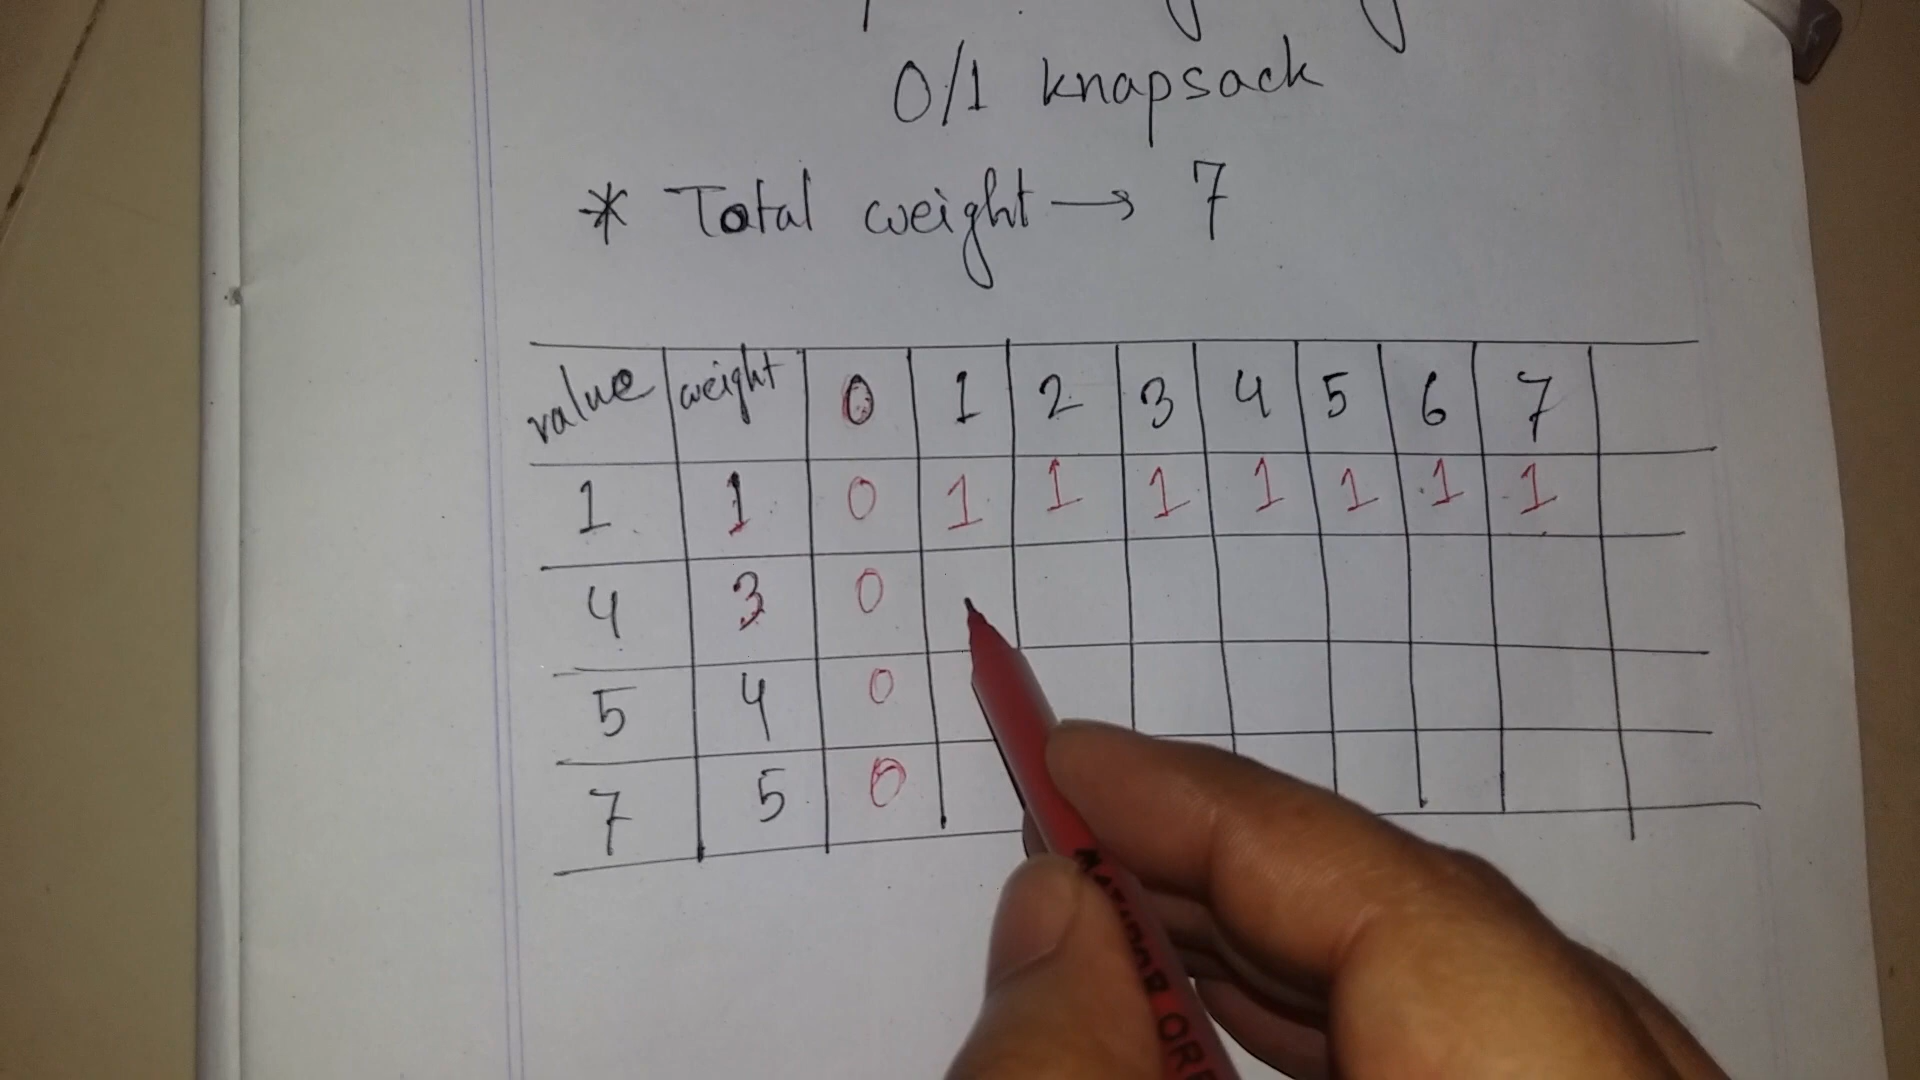 0/1 knapsack
* Total weight → 7
value weight 0 1 2 3 4 5 6 7
1 1 0 1 1 1 1 1 1 1
4 3 0
5 4 0
7 5 0